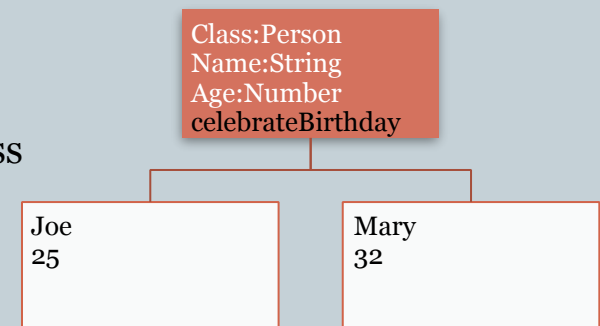 Class:Person
Name:String
Age:Number
celebrateBirthday
Joe
25
Mary
32